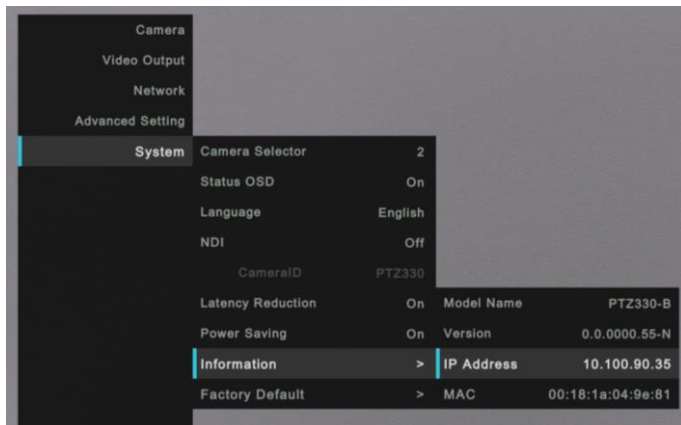 Camera
Video Output
Network
Advanced Setting
System
Camera Selector 2
Status OSD On
Language English
NDI Off
CameraID PTZ330
Latency Reduction On
Power Saving On
Information >
Factory Default >
Model Name PTZ330-B
Version 0.0.0000.55-N
IP Address 10.100.90.35
MAC 00:18:1a:04:9e:81